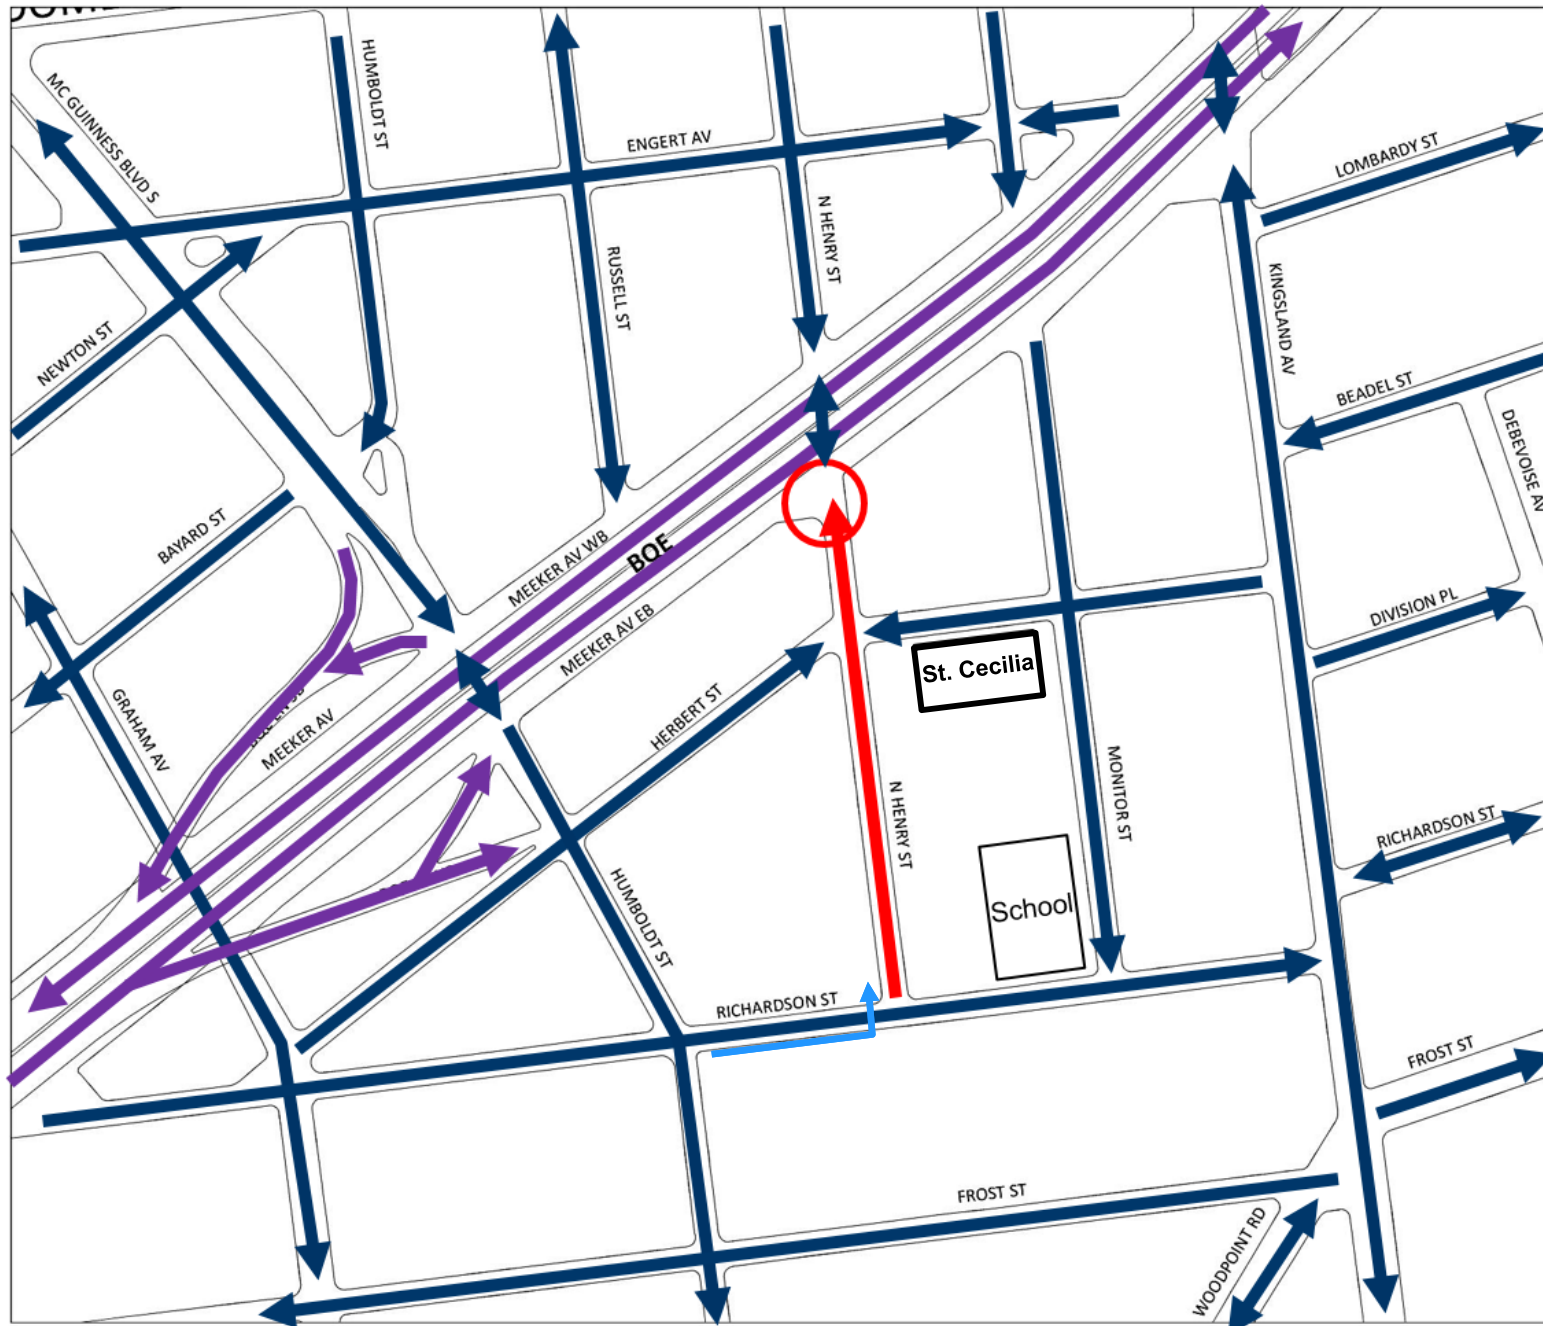 HUMBOLDT ST
MC GUINNESS BLVD S
ENGERT AV
LOMBARDY ST
N HENRY ST
RUSSELL ST
KINGSLAND AV
NEWTON ST
BEADEL ST
DEBEVOISE AV
BAYARD ST
MEEKER AV WB
BQE
MEEKER AV EB
DIVISION PL
St. Cecilia
GRAHAM AV
MEEKER AV
HERBERT ST
MONITOR ST
N HENRY ST
RICHARDSON ST
HUMBOLDT ST
School
RICHARDSON ST
FROST ST
FROST ST
WOODPOINT RD